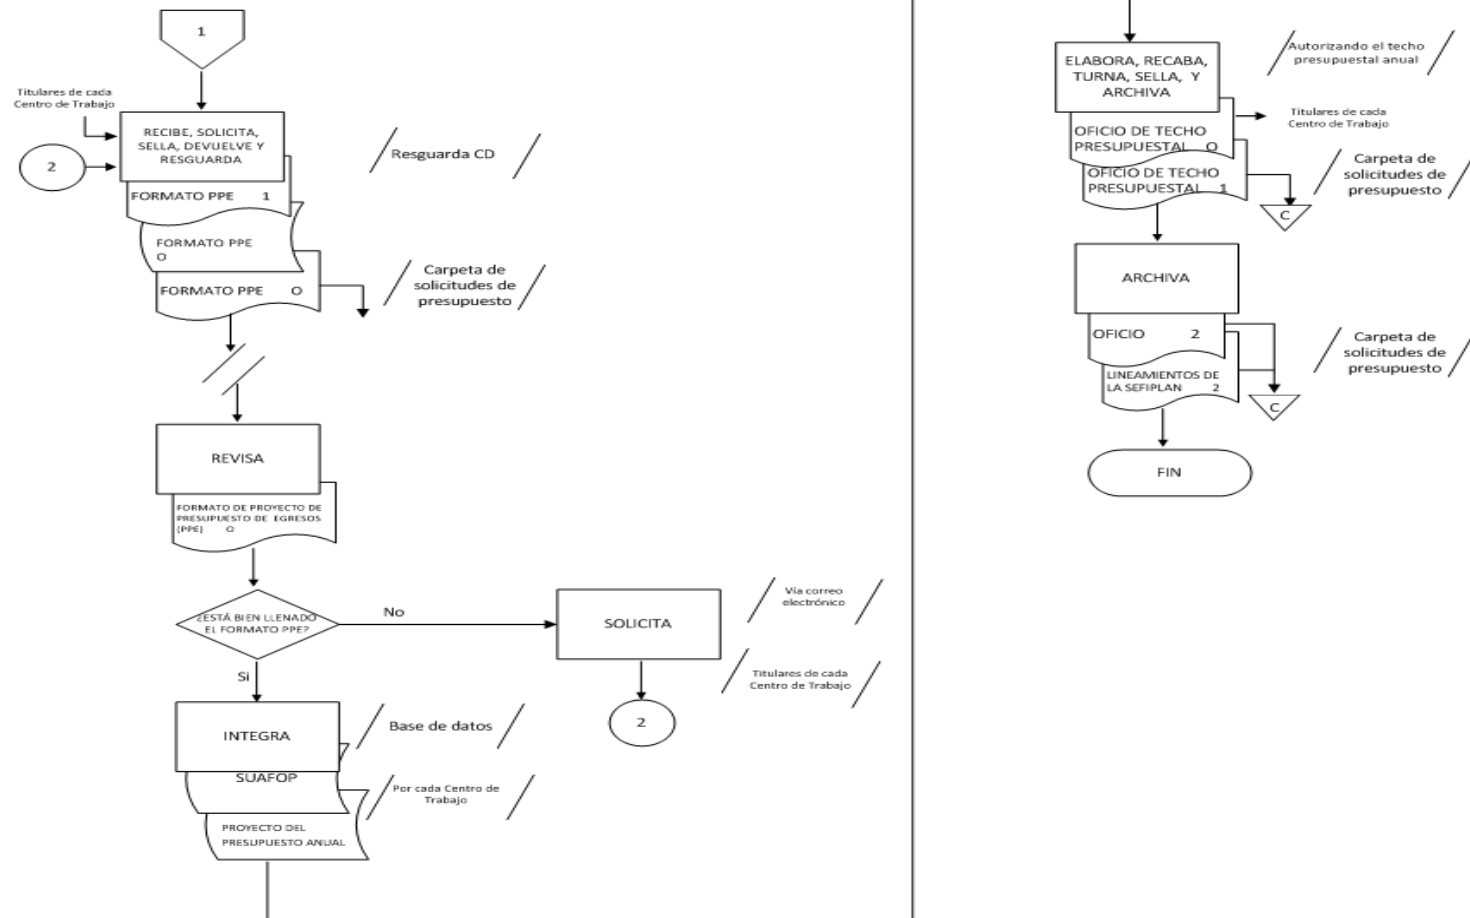 1
Titulares de cada
Centro de Trabajo
RECIBE, SOLICITA,
SELLA, DEVUELVE Y
RESGUARDA
2
Resguarda CD
FORMATO PPE 1
FORMATO PPE
O
FORMATO PPE O
Carpeta de
solicitudes de
presupuesto
REVISA
FORMATO DE PROYECTO DE
PRESUPUESTO DE EGRESOS
(PPE) O
¿ESTÁ BIEN LLENADO
EL FORMATO PPE?
No
SOLICITA
Vía correo
electrónico
Titulares de cada
Centro de Trabajo
2
Si
INTEGRA
Base de datos
SUAFOP
Por cada Centro de
Trabajo
PROYECTO DEL
PRESUPUESTO ANUAL
ELABORA, RECABA,
TURNA, SELLA, Y
ARCHIVA
Autorizando el techo
presupuestal anual
OFICIO DE TECHO
PRESUPUESTAL O
Titulares de cada
Centro de Trabajo
OFICIO DE TECHO
PRESUPUESTAL 1
Carpeta de
solicitudes de
presupuesto
C
ARCHIVA
OFICIO 2
LINEAMIENTOS DE
LA SEFIPLAN 2
Carpeta de
solicitudes de
presupuesto
C
FIN